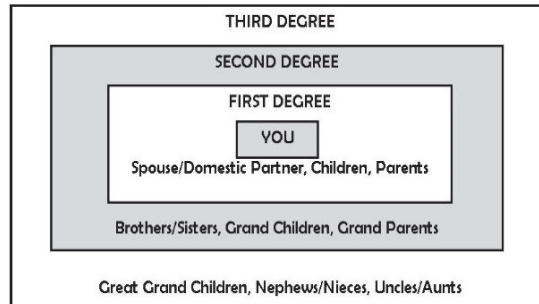 THIRD DEGREE
SECOND DEGREE
FIRST DEGREE
YOU
Spouse/Domestic Partner, Children, Parents
Brothers/Sisters, Grand Children, Grand Parents
Great Grand Children, Nephews/Nieces, Uncles/Aunts